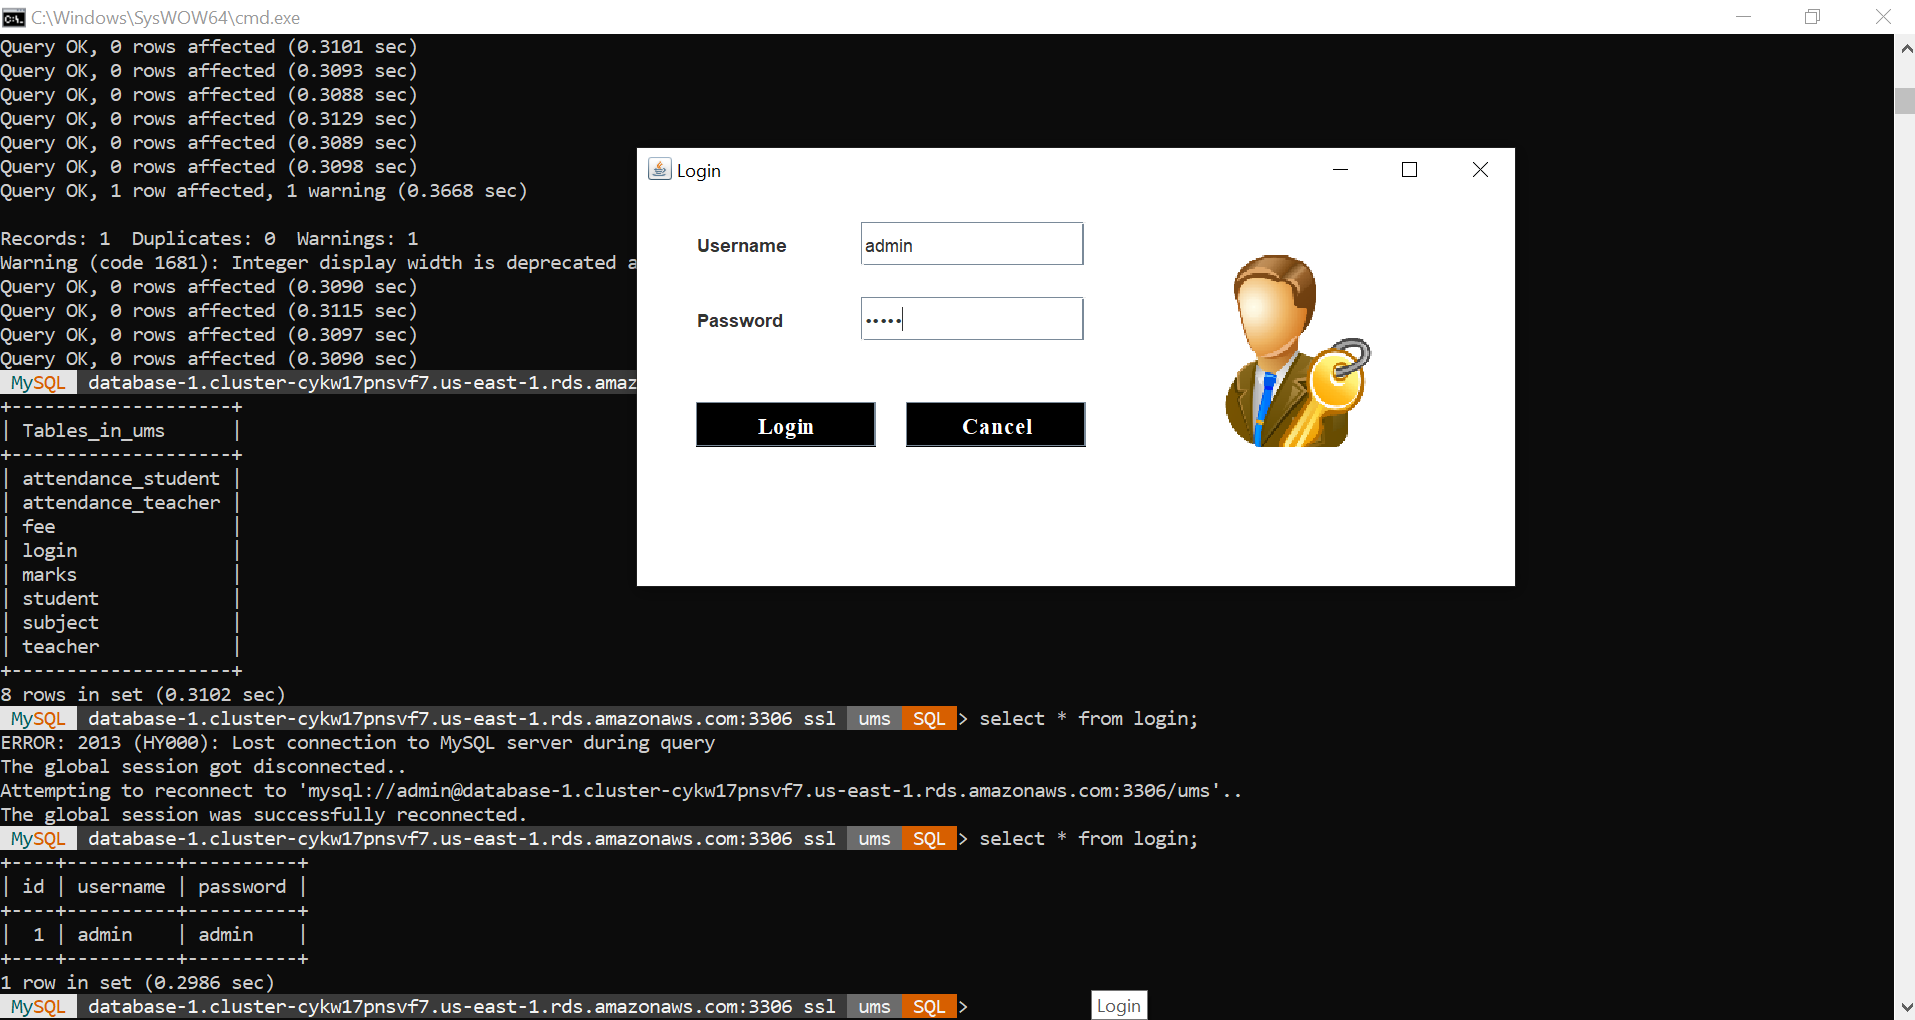 C:\Windows\SysWOW64\cmd.exe
Query OK, 0 rows affected (0.3101 sec)
Query OK, 0 rows affected (0.3093 sec)
Query OK, 0 rows affected (0.3088 sec)
Query OK, 0 rows affected (0.3129 sec)
Query OK, 0 rows affected (0.3089 sec)
Query OK, 0 rows affected (0.3098 sec)
Query OK, 1 row affected, 1 warning (0.3668 sec)
Records: 1  Duplicates: 0  Warnings: 1
Warning (code 1681): Integer display width is deprecated a
Query OK, 0 rows affected (0.3090 sec)
Query OK, 0 rows affected (0.3115 sec)
Query OK, 0 rows affected (0.3097 sec)
Query OK, 0 rows affected (0.3090 sec)
MySQL database-1.cluster-cykw17pnsvf7.us-east-1.rds.amaz
+--------------------+
| Tables_in_ums      |
+--------------------+
| attendance_student |
| attendance_teacher |
| fee                |
| login              |
| marks              |
| student            |
| subject            |
| teacher            |
+--------------------+
8 rows in set (0.3102 sec)
MySQL database-1.cluster-cykw17pnsvf7.us-east-1.rds.amazonaws.com:3306 ssl ums SQL > select * from login;
ERROR: 2013 (HY000): Lost connection to MySQL server during query
The global session got disconnected..
Attempting to reconnect to 'mysql://admin@database-1.cluster-cykw17pnsvf7.us-east-1.rds.amazonaws.com:3306/ums'..
The global session was successfully reconnected.
MySQL database-1.cluster-cykw17pnsvf7.us-east-1.rds.amazonaws.com:3306 ssl ums SQL > select * from login;
+----+----------+----------+
| id | username | password |
+----+----------+----------+
|  1 | admin    | admin    |
+----+----------+----------+
1 row in set (0.2986 sec)
MySQL database-1.cluster-cykw17pnsvf7.us-east-1.rds.amazonaws.com:3306 ssl ums SQL >
Login
Username admin
Password •••••
Login Cancel
Login